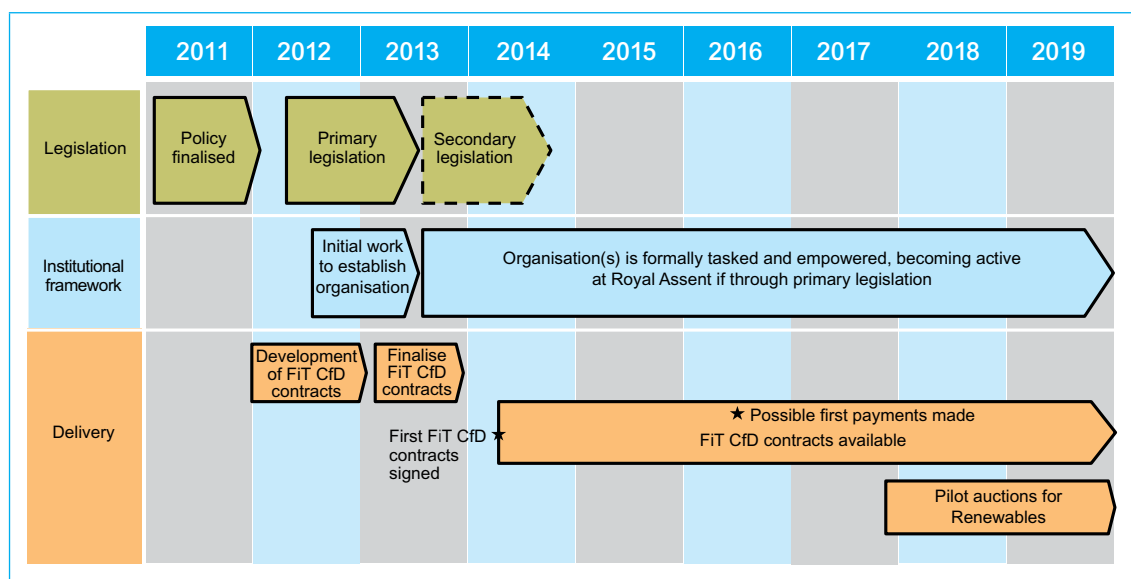 2011 2012 2013 2014 2015 2016 2017 2018 2019
Legislation
Policy
finalised
Primary
legislation
Secondary
legislation
Institutional
framework
Initial work
to establish
organisation
Organisation(s) is formally tasked and empowered, becoming active
at Royal Assent if through primary legislation
Delivery
Development
of FiT CfD
contracts
Finalise
FiT CfD
contracts
First FiT CfD ★
contracts
signed
★ Possible first payments made
FiT CfD contracts available
Pilot auctions for
Renewables